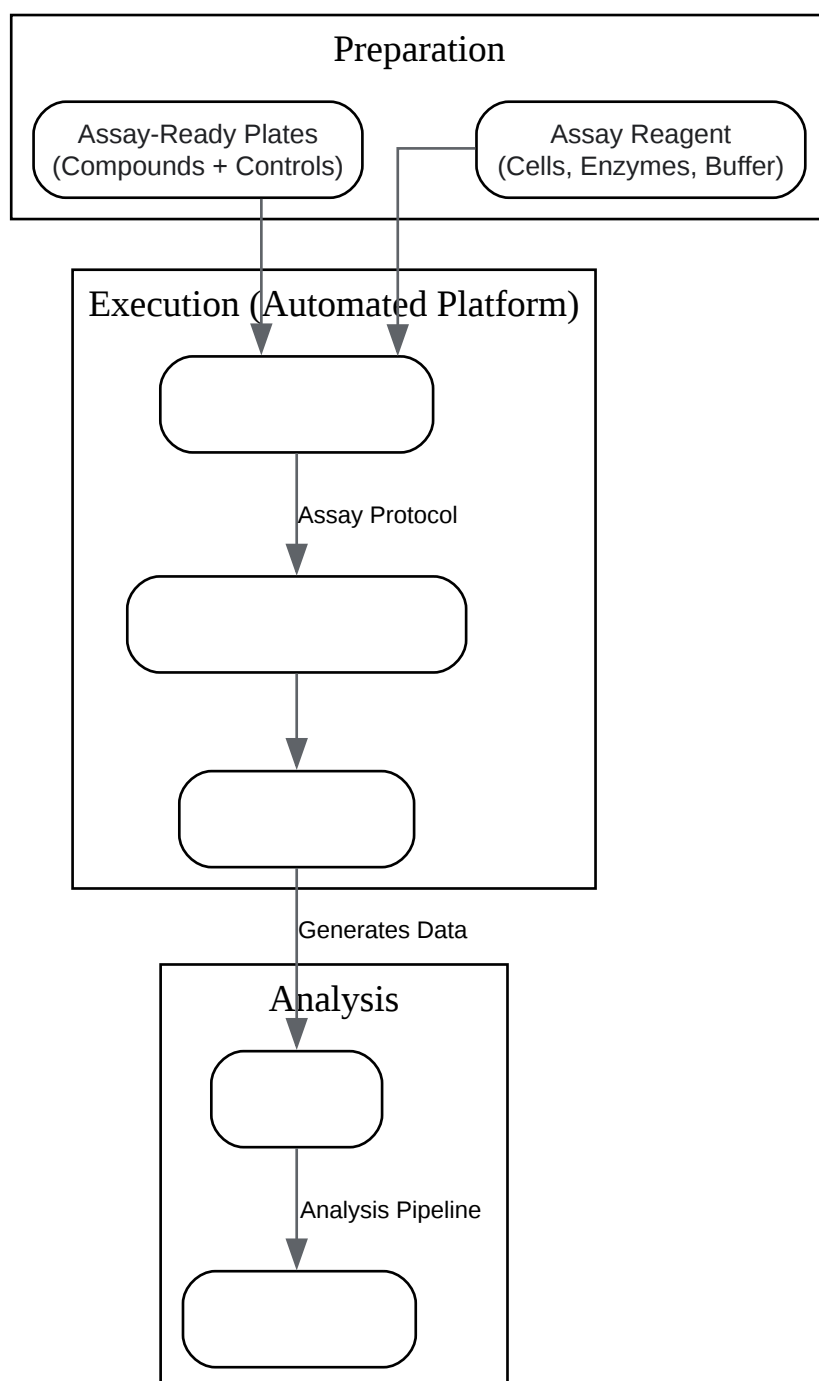 Preparation
Assay-Ready Plates
(Compounds + Controls)
Assay Reagent
(Cells, Enzymes, Buffer)
Execution (Automated Platform)
Assay Protocol
Generates Data
Analysis
Analysis Pipeline